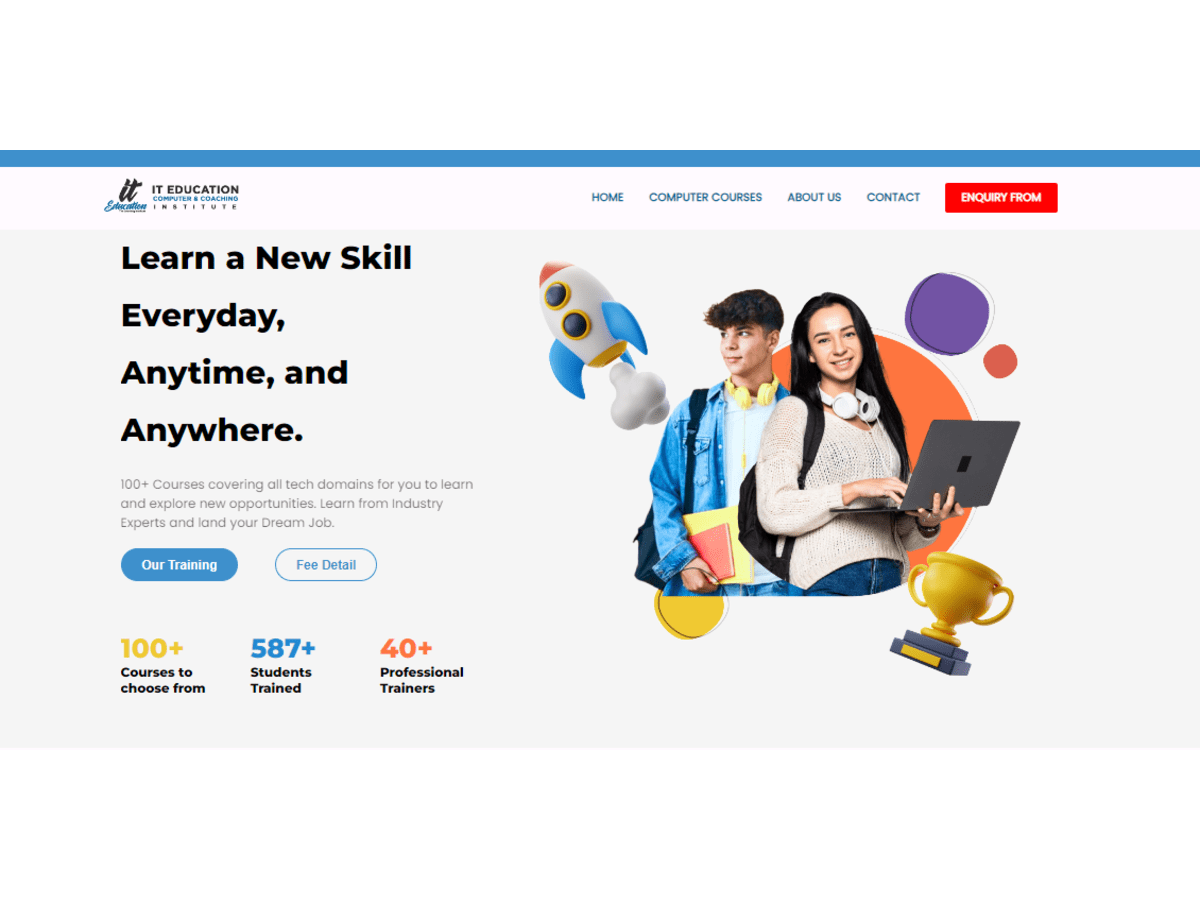 it
Education
IT EDUCATION
COMPUTER & COACHING
INSTITUTE
HOME COMPUTER COURSES ABOUT US CONTACT ENQUIRY FROM
Learn a New Skill
Everyday,
Anytime, and
Anywhere.
100+ Courses covering all tech domains for you to learn
and explore new opportunities. Learn from Industry
Experts and land your Dream Job.
Our Training Fee Detail
100+ 587+ 40+
Courses to Students Professional
choose from Trained Trainers